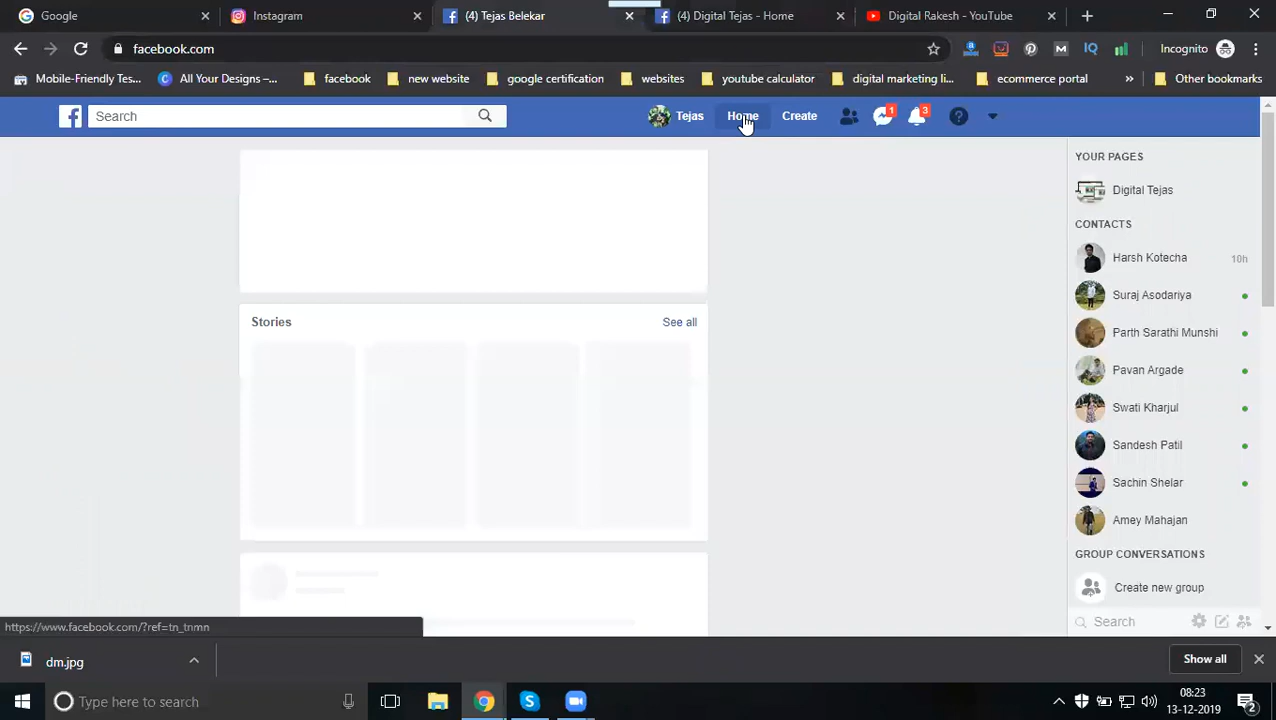 Google
Instagram
(4) Tejas Belekar
(4) Digital Tejas - Home
Digital Rakesh - YouTube
facebook.com
IQ
Incognito
Mobile-Friendly Tes...
All Your Designs –...
facebook
new website
google certification
websites
youtube calculator
digital marketing li...
ecommerce portal
»
Other bookmarks
Search
Tejas
Home
Create
1
3
YOUR PAGES
Digital Tejas
CONTACTS
Harsh Kotecha
10h
Suraj Asodariya
Parth Sarathi Munshi
Pavan Argade
Swati Kharjul
Sandesh Patil
Sachin Shelar
Amey Mahajan
GROUP CONVERSATIONS
Create new group
Search
Stories
See all
https://www.facebook.com/?ref=tn_tnmn
dm.jpg
Show all
Type here to search
08:23
13-12-2019
2